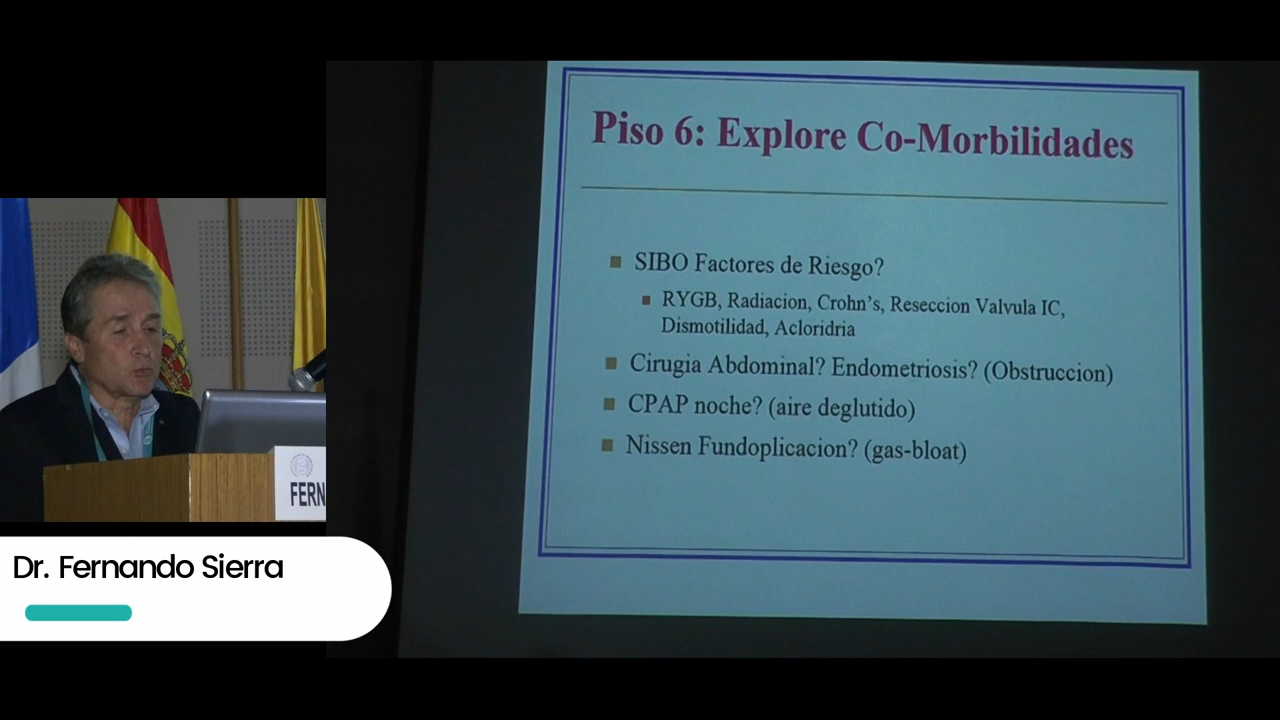 Piso 6: Explore Co-Morbilidades
SIBO Factores de Riesgo?
RYGB, Radiacion, Crohn's, Reseccion Valvula IC,
Dismotilidad, Acloridria
Cirugia Abdominal? Endometriosis? (Obstruccion)
CPAP noche? (aire deglutido)
Nissen Fundoplicacion? (gas-bloat)
FERN
Dr. Fernando Sierra